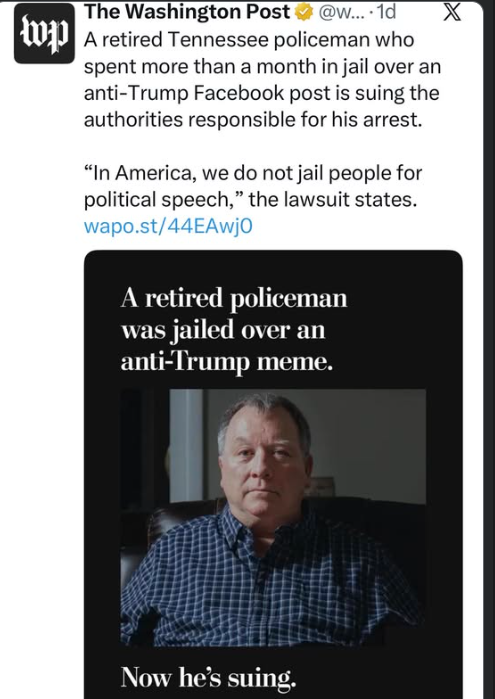 wp
The Washington Post @w... · 1d
A retired Tennessee policeman who
spent more than a month in jail over an
anti-Trump Facebook post is suing the
authorities responsible for his arrest.
“In America, we do not jail people for
political speech,” the lawsuit states.
wapo.st/44EAwj0
A retired policeman
was jailed over an
anti-Trump meme.
Now he’s suing.